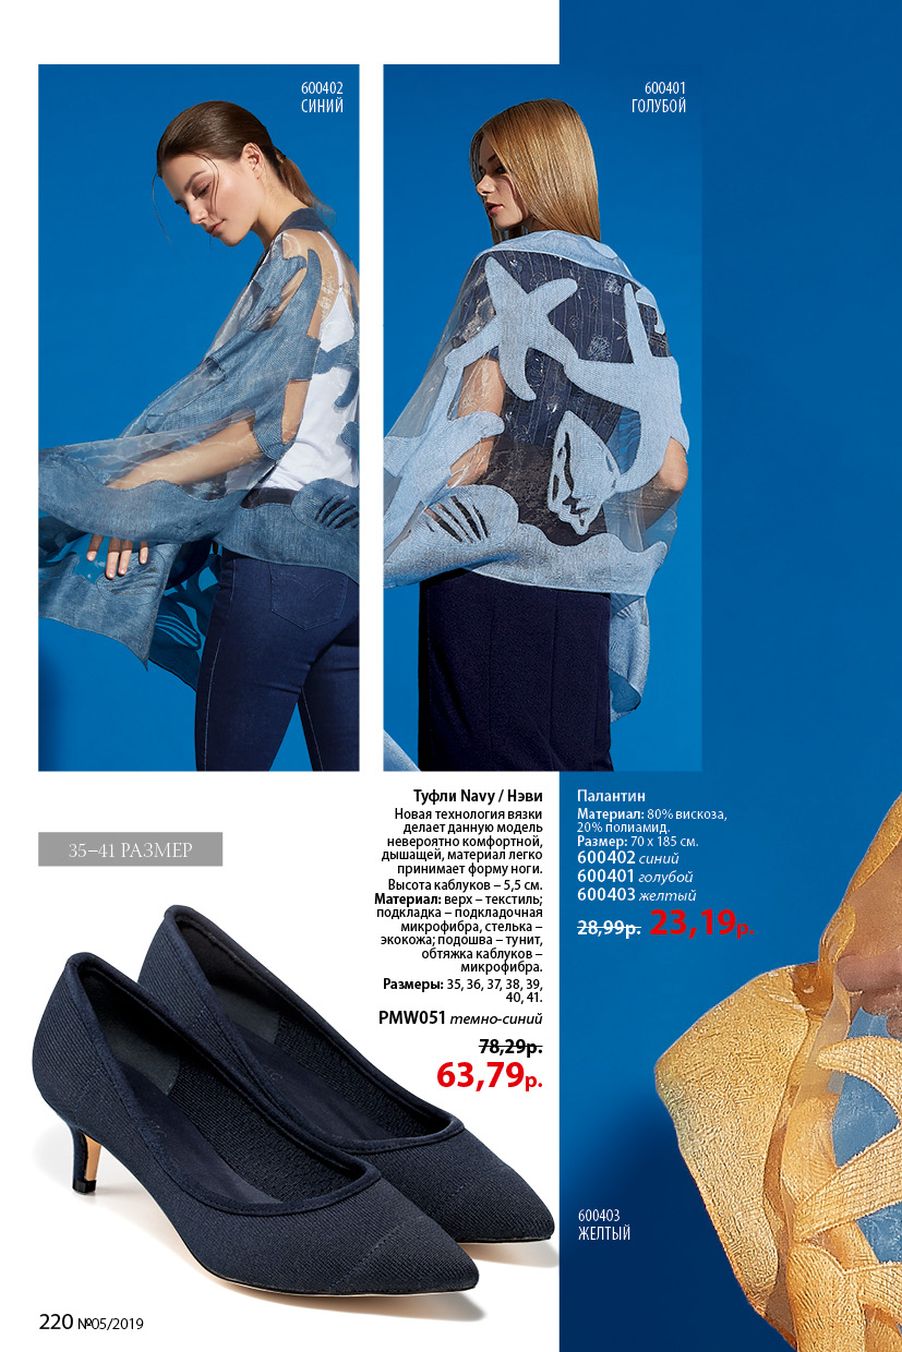 600402
СИНИЙ
600401
ГОЛУБОЙ
35–41 РАЗМЕР
Туфли Navy / Нэви
Новая технология вязки
делает данную модель
невероятно комфортной,
дышащей, материал легко
принимает форму ноги.
Высота каблуков – 5,5 см.
Материал: верх – текстиль;
подкладка – подкладочная
микрофибра, стелька –
экокожа; подошва – тунит,
обтяжка каблуков –
микрофибра.
Размеры: 35, 36, 37, 38, 39,
40, 41.
PMW051 темно-синий
78,29р.
63,79р.
Палантин
Материал: 80% вискоза,
20% полиамид.
Размер: 70 х 185 см.
600402 синий
600401 голубой
600403 желтый
28,99р. 23,19р.
600403
ЖЕЛТЫЙ
220 №05/2019